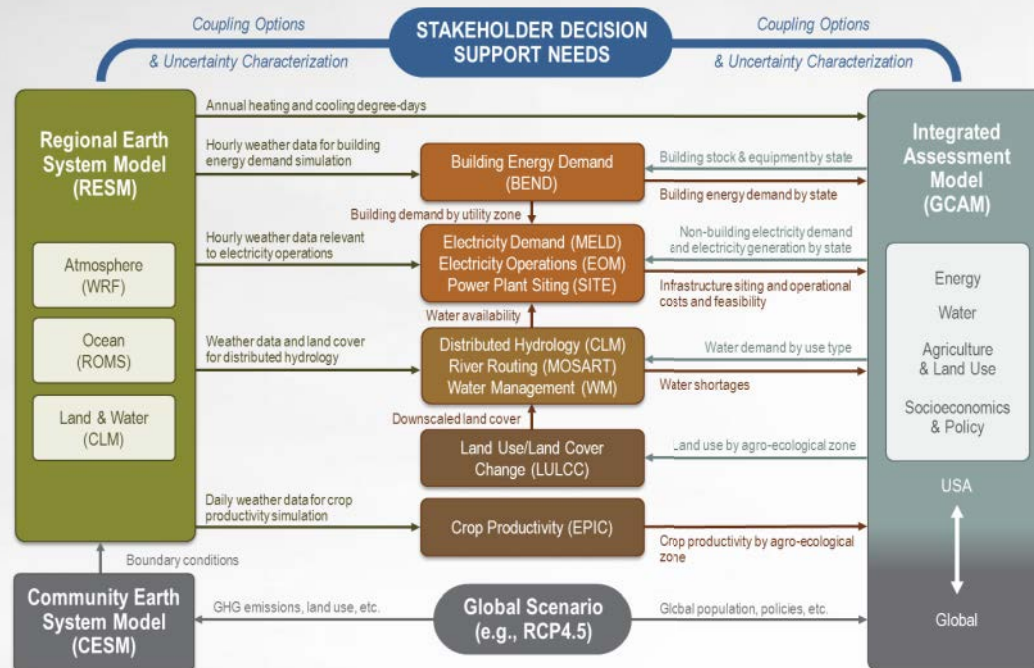 Coupling Options
& Uncertainty Characterization
STAKEHOLDER DECISION
SUPPORT NEEDS
Coupling Options
& Uncertainty Characterization
Regional Earth
System Model
(RESM)
Atmosphere
(WRF)
Ocean
(ROMS)
Land & Water
(CLM)
Annual heating and cooling degree-days
Hourly weather data for building
energy demand simulation
Building Energy Demand
(BEND)
Building stock & equipment by state
Building energy demand by state
Building demand by utility zone
Hourly weather data relevant
to electricity operations
Electricity Demand (MELD)
Electricity Operations (EOM)
Power Plant Siting (SITE)
Non-building electricity demand
and electricity generation by state
Infrastructure siting and operational
costs and feasibility
Water availability
Weather data and land cover
for distributed hydrology
Distributed Hydrology (CLM)
River Routing (MOSART)
Water Management (WM)
Water demand by use type
Water shortages
Downscaled land cover
Land Use/Land Cover
Change (LULCC)
Land use by agro-ecological zone
Daily weather data for crop
productivity simulation
Crop Productivity (EPIC)
Crop productivity by agro-ecological
zone
Integrated
Assessment
Model
(GCAM)
Energy
Water
Agriculture
& Land Use
Socioeconomics
& Policy
USA
Global
Boundary conditions
Community Earth
System Model
(CESM)
GHG emissions, land use, etc.
Global Scenario
(e.g., RCP4.5)
Global population, policies, etc.